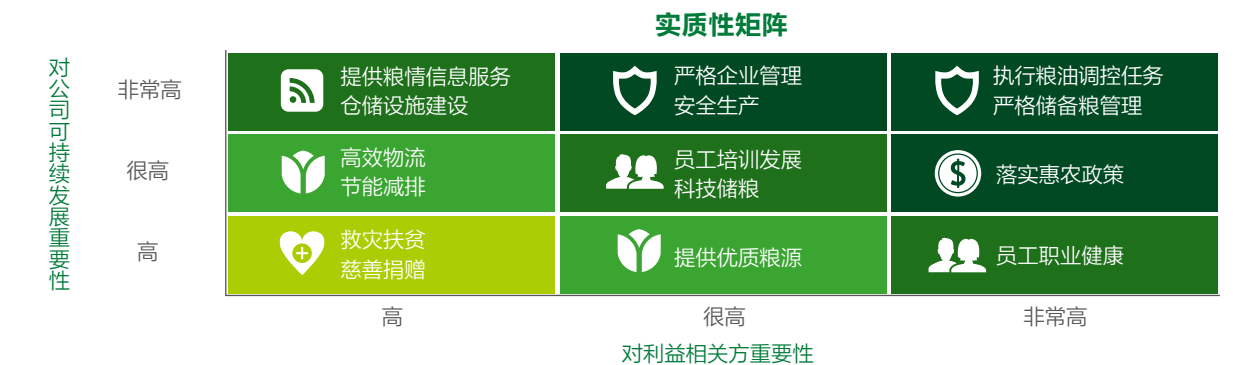 实质性矩阵
对公司可持续发展重要性
非常高
提供粮情信息服务
仓储设施建设
严格企业管理
安全生产
执行粮油调控任务
严格储备粮管理
很高
高效物流
节能减排
员工培训发展
科技储粮
落实惠农政策
高
救灾扶贫
慈善捐赠
提供优质粮源
员工职业健康
高
很高
非常高
对利益相关方重要性